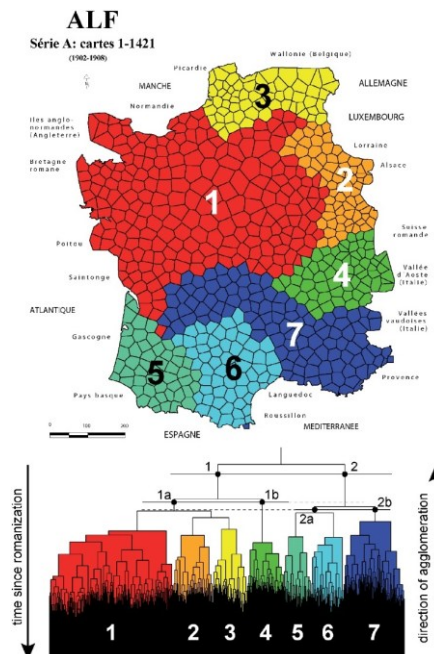 ALF
Série A: cartes 1-1421
(1902-1908)
Wallonie (Belgique)
Picardie
MANCHE
ALLEMAGNE
Normandie
LUXEMBOURG
Iles anglo-
normandes
(Angleterre)
Lorraine
Alsace
Bretagne
romane
Suisse
romande
Poitou
Vallée
d'Aoste
(Italie)
Saintonge
ATLANTIQUE
Vallées
vaudoises
(Italie)
Gascogne
Provence
Pays basque
Languedoc
Roussillon
ESPAGNE
MEDITERRANEE
3
2
1
4
7
5
6
0
1 2
1a 1b
2a 2b
time since romanization
direction of agglomeration
1 2 3 4 5 6 7